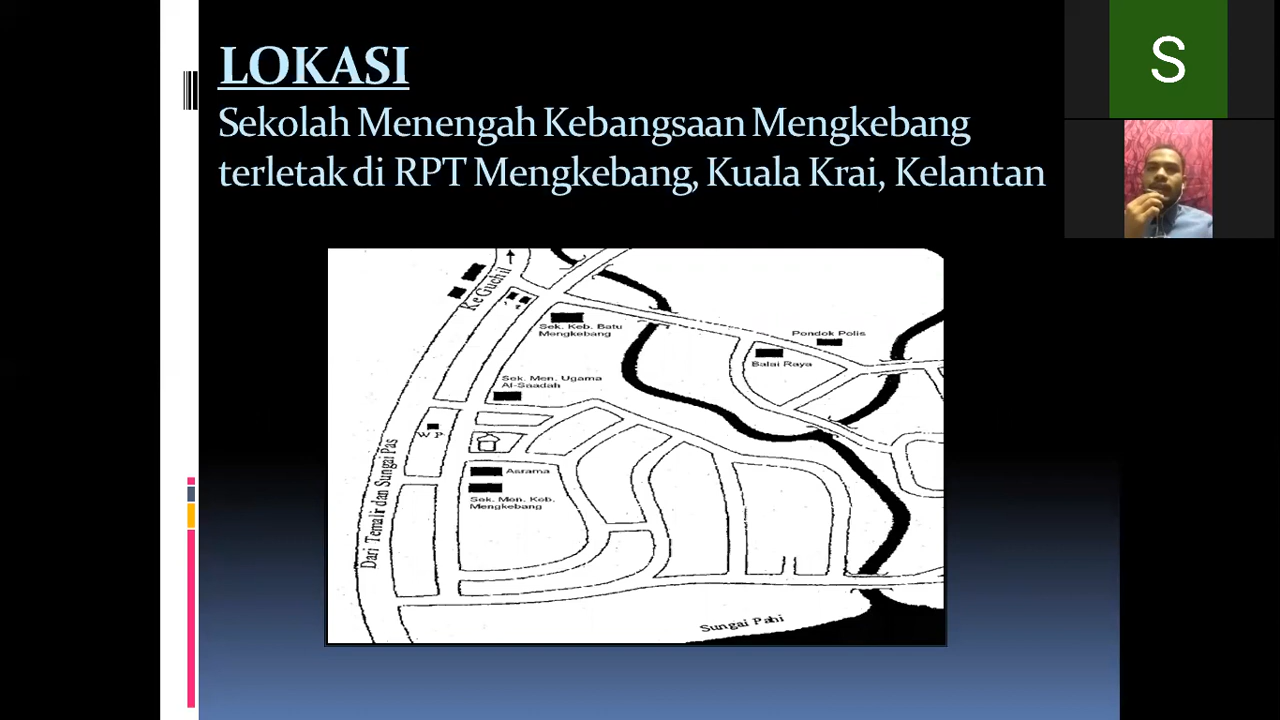 LOKASI
Sekolah Menengah Kebangsaan Mengkebang
terletak di RPT Mengkebang, Kuala Krai, Kelantan
S
Ke Guchil
Sek. Keb. Batu
Mengkebang
Pondok Polis
Balai Raya
Sek. Men. Ugama
Al-Saadah
W P
Asrama
Sek. Men. Keb.
Mengkebang
Dari Temalir dan Sungai Pas
Sungai Pahi